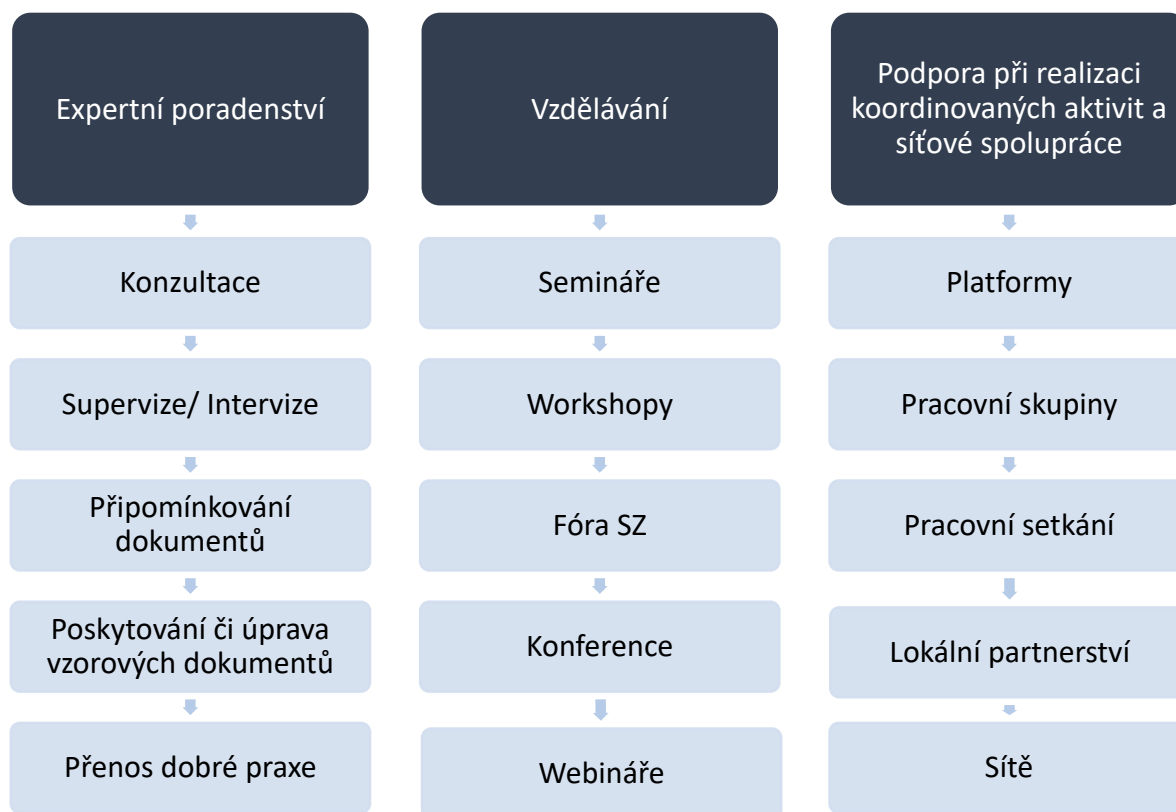 Expertní poradenství
Konzultace
Supervize/ Intervize
Připomínkování
dokumentů
Poskytování či úprava
vzorových dokumentů
Přenos dobré praxe
Vzdělávání
Semináře
Workshopy
Fóra SZ
Konference
Webináře
Podpora při realizaci
koordinovaných aktivit a
síťové spolupráce
Platformy
Pracovní skupiny
Pracovní setkání
Lokální partnerství
Sítě